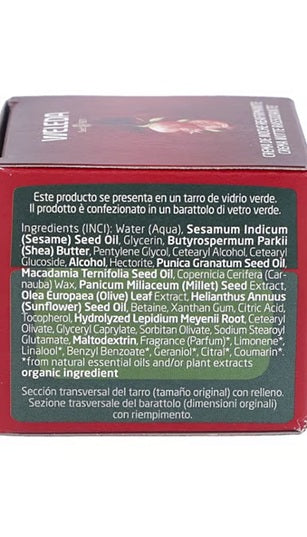 WELEDA
Este producto se presenta en un tarro de vidrio verde.
Il prodotto è confezionato in un barattolo di vetro verde.
Ingredients (INCI): Water (Aqua), Sesamum Indicum
(Sesame) Seed Oil, Glycerin, Butyrospermum Parkii
(Shea) Butter, Pentylene Glycol, Cetearyl Alcohol, Cetearyl
Glucoside, Alcohol, Hectorite, Punica Granatum Seed Oil,
Macadamia Ternifolia Seed Oil, Copernicia Cerifera (Car-
nauba) Wax, Panicum Miliaceum (Millet) Seed Extract,
Olea Europaea (Olive) Leaf Extract, Helianthus Annuus
(Sunflower) Seed Oil, Betaine, Xanthan Gum, Citric Acid,
Tocopherol, Hydrolyzed Lepidium Meyenii Root, Cetearyl
Olivate, Glyceryl Caprylate, Sorbitan Olivate, Sodium Stearoyl
Glutamate, Maltodextrin, Fragrance (Parfum)*, Limonene*,
Linalool*, Benzyl Benzoate*, Geraniol*, Citral*, Coumarin.*
*from natural essential oils and/or plant extracts
organic ingredient
Sección transversal del tarro (tamaño original) con relleno.
Sezione trasversale del barattolo (dimensioni orginali)
con riempimento.